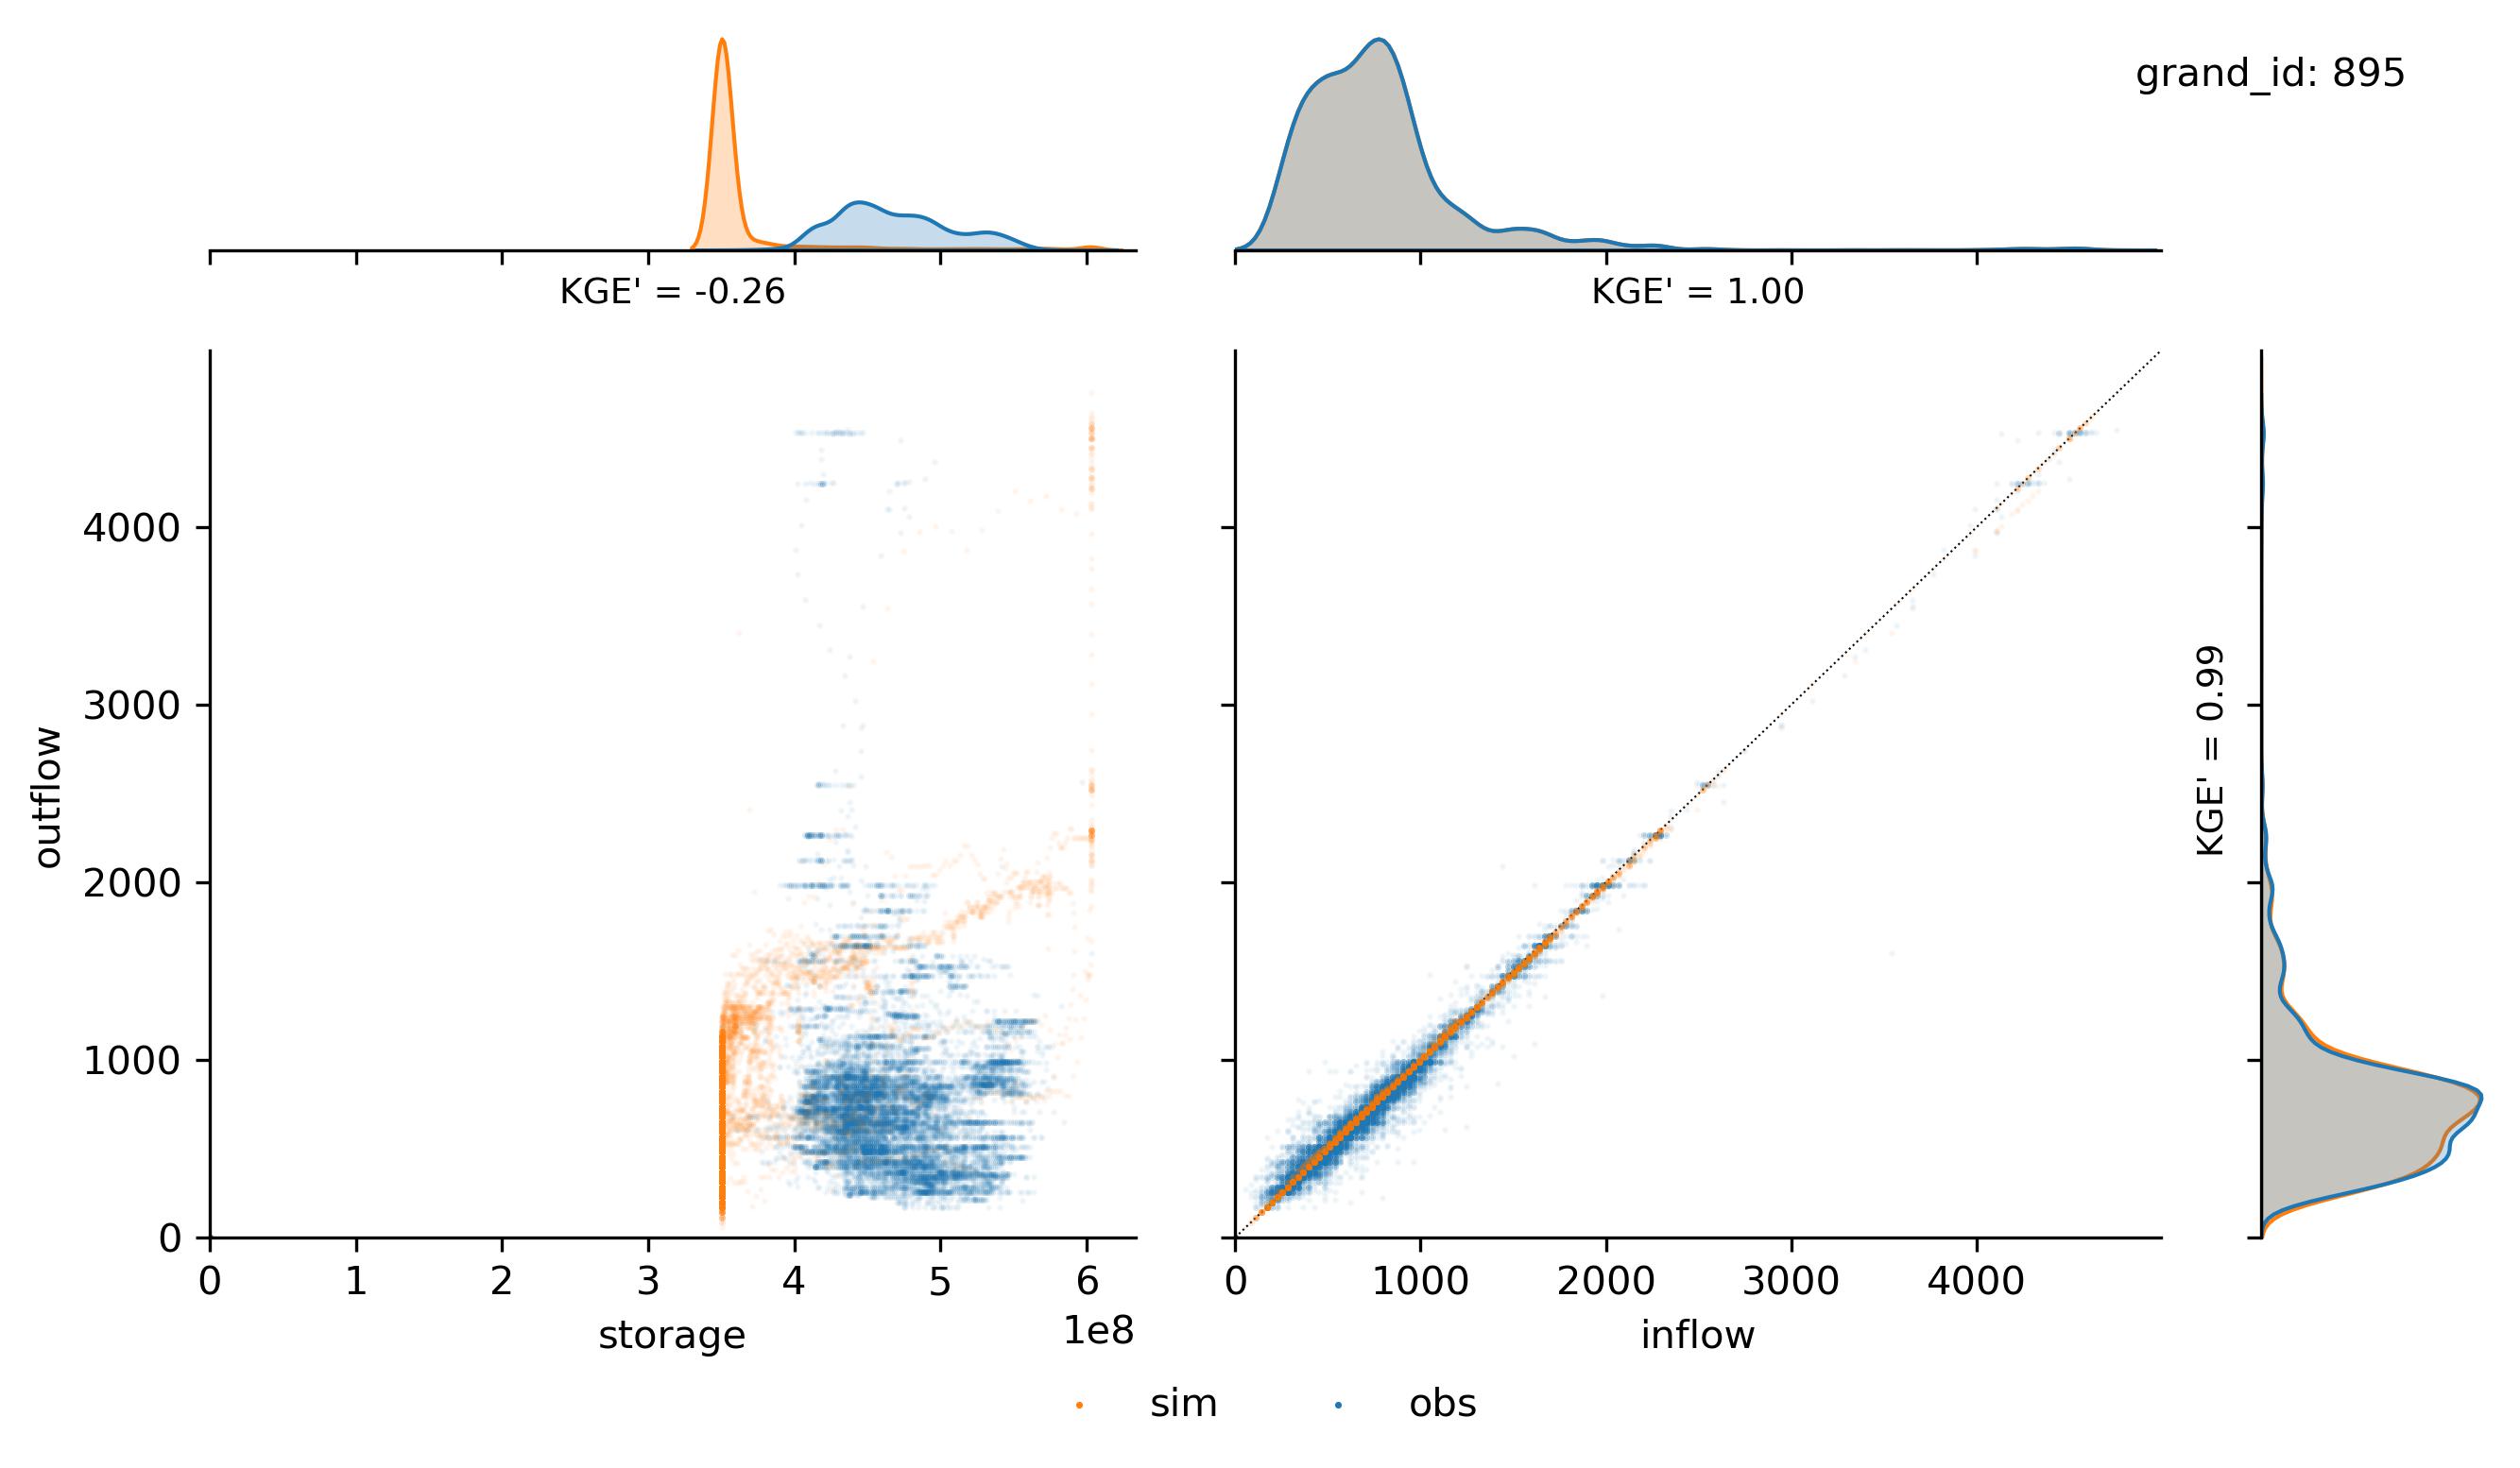 grand_id: 895
KGE' = -0.26
KGE' = 1.00
4000
3000
2000
1000
0
outflow
KGE' = 0.99
0 1 2 3 4 5 6
1e8
storage
0 1000 2000 3000 4000
inflow
sim obs